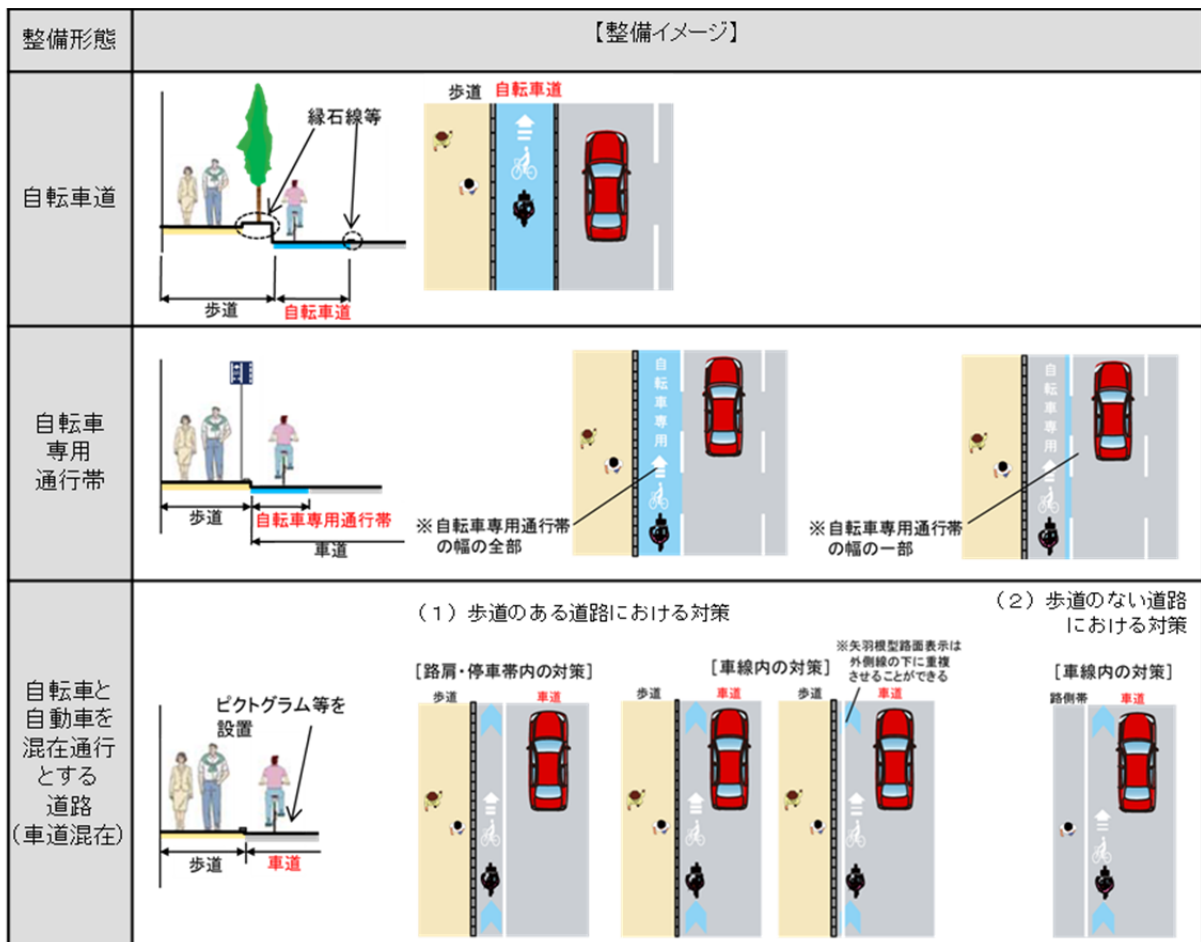 整備形態
【整備イメージ】
自転車道
縁石線等
歩道
自転車道
歩道 自転車道
自転車
専用
通行帯
歩道
自転車専用通行帯
車道
自転車専用
※自転車専用通行帯
の幅の全部
自転車専用
※自転車専用通行帯
の幅の一部
自転車と
自動車を
混在通行
とする
道路
(車道混在)
ピクトグラム等を
設置
歩道
車道
(1)歩道のある道路における対策
[路肩・停車帯内の対策]
歩道 車道
[車線内の対策]
歩道 車道
※矢羽根型路面表示は
外側線の下に重複
させることができる
歩道 車道
(2)歩道のない道路
における対策
[車線内の対策]
路側帯 車道